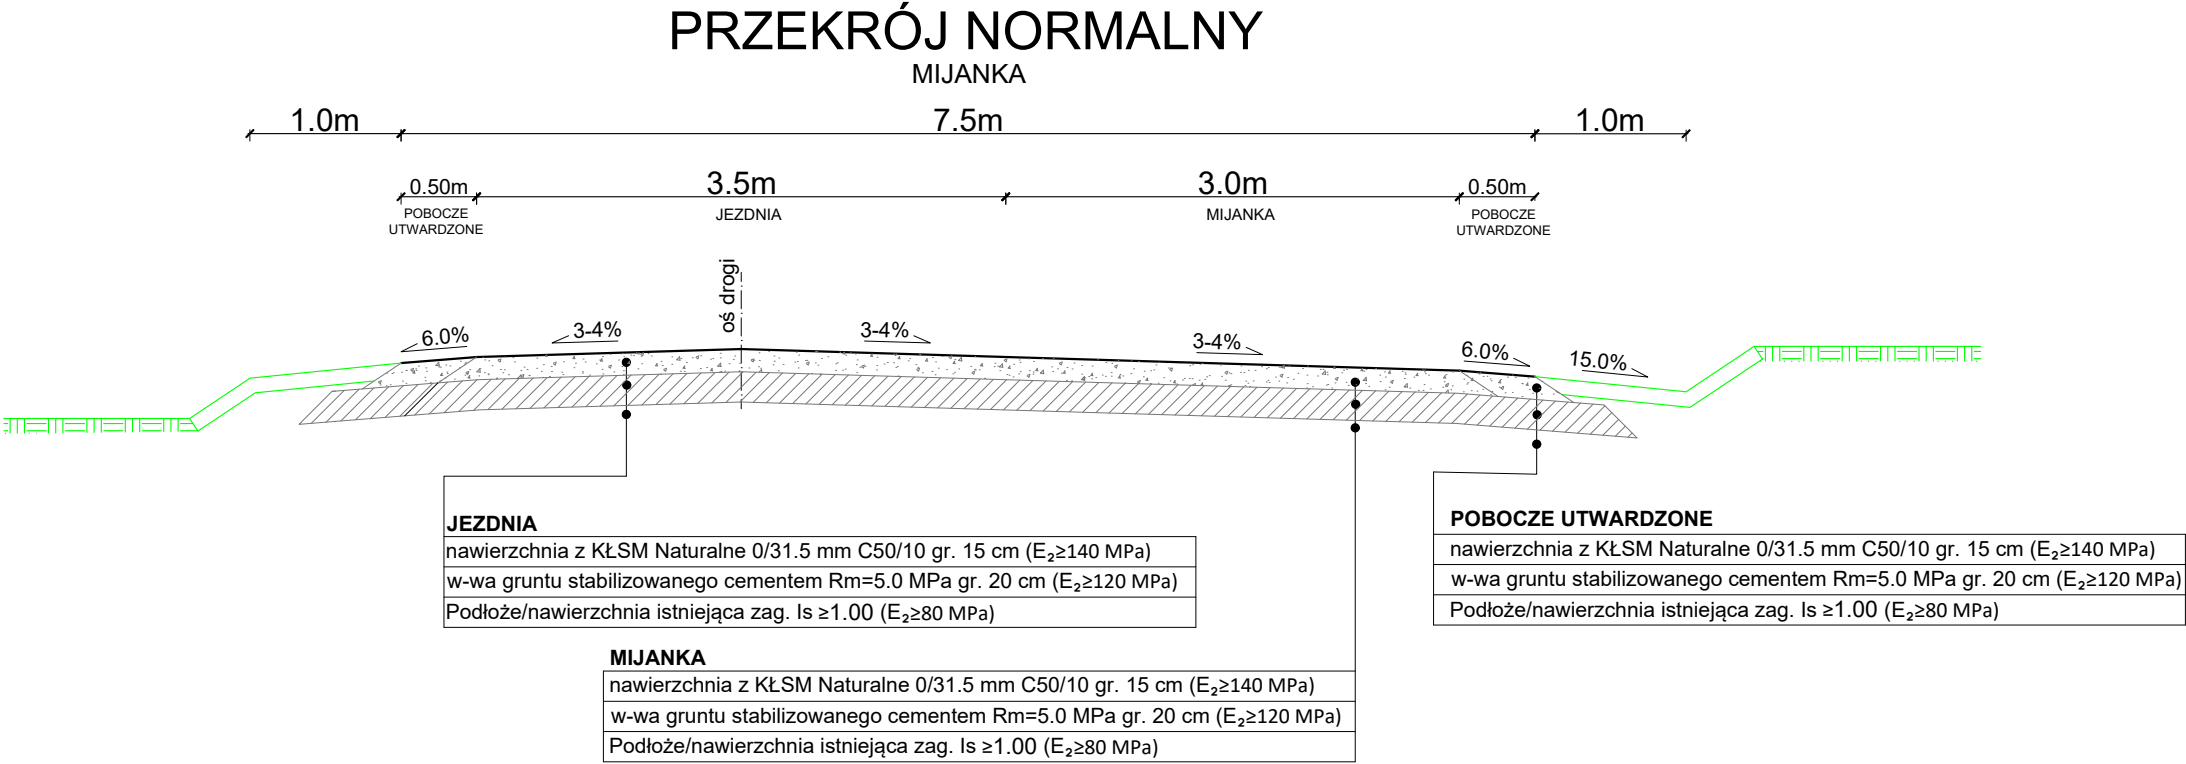 PRZEKRÓJ NORMALNY
MIJANKA
1.0m 7.5m 1.0m
0.50m 3.5m 3.0m 0.50m
POBOCZE UTWARDZONE JEZDNIA MIJANKA POBOCZE UTWARDZONE
oś drogi
6.0% 3-4% 3-4% 3-4% 6.0% 15.0%
JEZDNIA
nawierzchnia z KŁSM Naturalne 0/31.5 mm C50/10 gr. 15 cm (E₂≥140 MPa)
w-wa gruntu stabilizowanego cementem Rm=5.0 MPa gr. 20 cm (E₂≥120 MPa)
Podłoże/nawierzchnia istniejąca zag. Is ≥1.00 (E₂≥80 MPa)
POBOCZE UTWARDZONE
nawierzchnia z KŁSM Naturalne 0/31.5 mm C50/10 gr. 15 cm (E₂≥140 MPa)
w-wa gruntu stabilizowanego cementem Rm=5.0 MPa gr. 20 cm (E₂≥120 MPa)
Podłoże/nawierzchnia istniejąca zag. Is ≥1.00 (E₂≥80 MPa)
MIJANKA
nawierzchnia z KŁSM Naturalne 0/31.5 mm C50/10 gr. 15 cm (E₂≥140 MPa)
w-wa gruntu stabilizowanego cementem Rm=5.0 MPa gr. 20 cm (E₂≥120 MPa)
Podłoże/nawierzchnia istniejąca zag. Is ≥1.00 (E₂≥80 MPa)